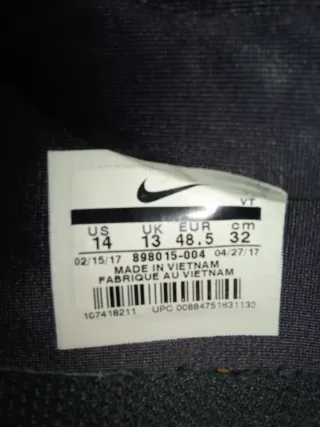 VT
US UK EUR cm
14 13 48.5 32
02/15/17 898015-004 04/27/17
MADE IN VIETNAM
FABRIQUE AU VIETNAM
107418211 UPC 00884751831133